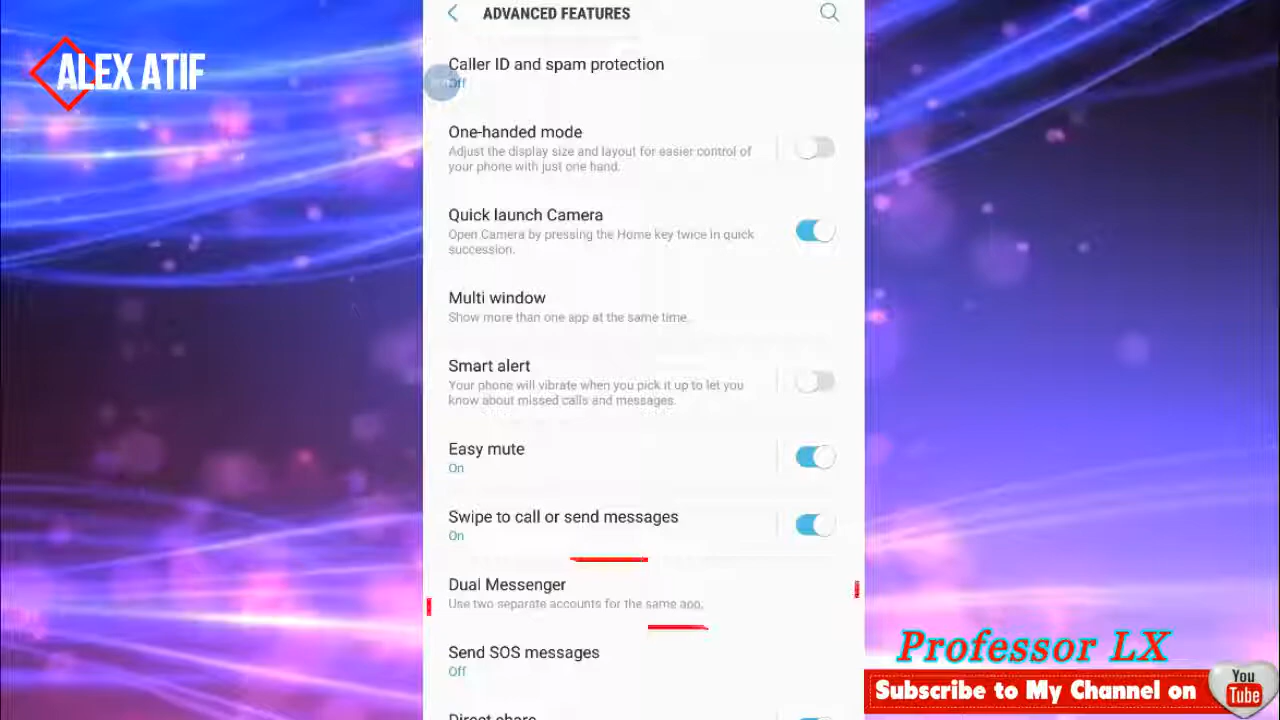 ALEX ATIF
ADVANCED FEATURES
Caller ID and spam protection
Off
One-handed mode
Adjust the display size and layout for easier control of
your phone with just one hand.
Quick launch Camera
Open Camera by pressing the Home key twice in quick
succession.
Multi window
Show more than one app at the same time.
Smart alert
Your phone will vibrate when you pick it up to let you
know about missed calls and messages.
Easy mute
On
Swipe to call or send messages
On
Dual Messenger
Use two separate accounts for the same app.
Send SOS messages
Off
Direct share
Professor LX
Subscribe to My Channel on
You
Tube